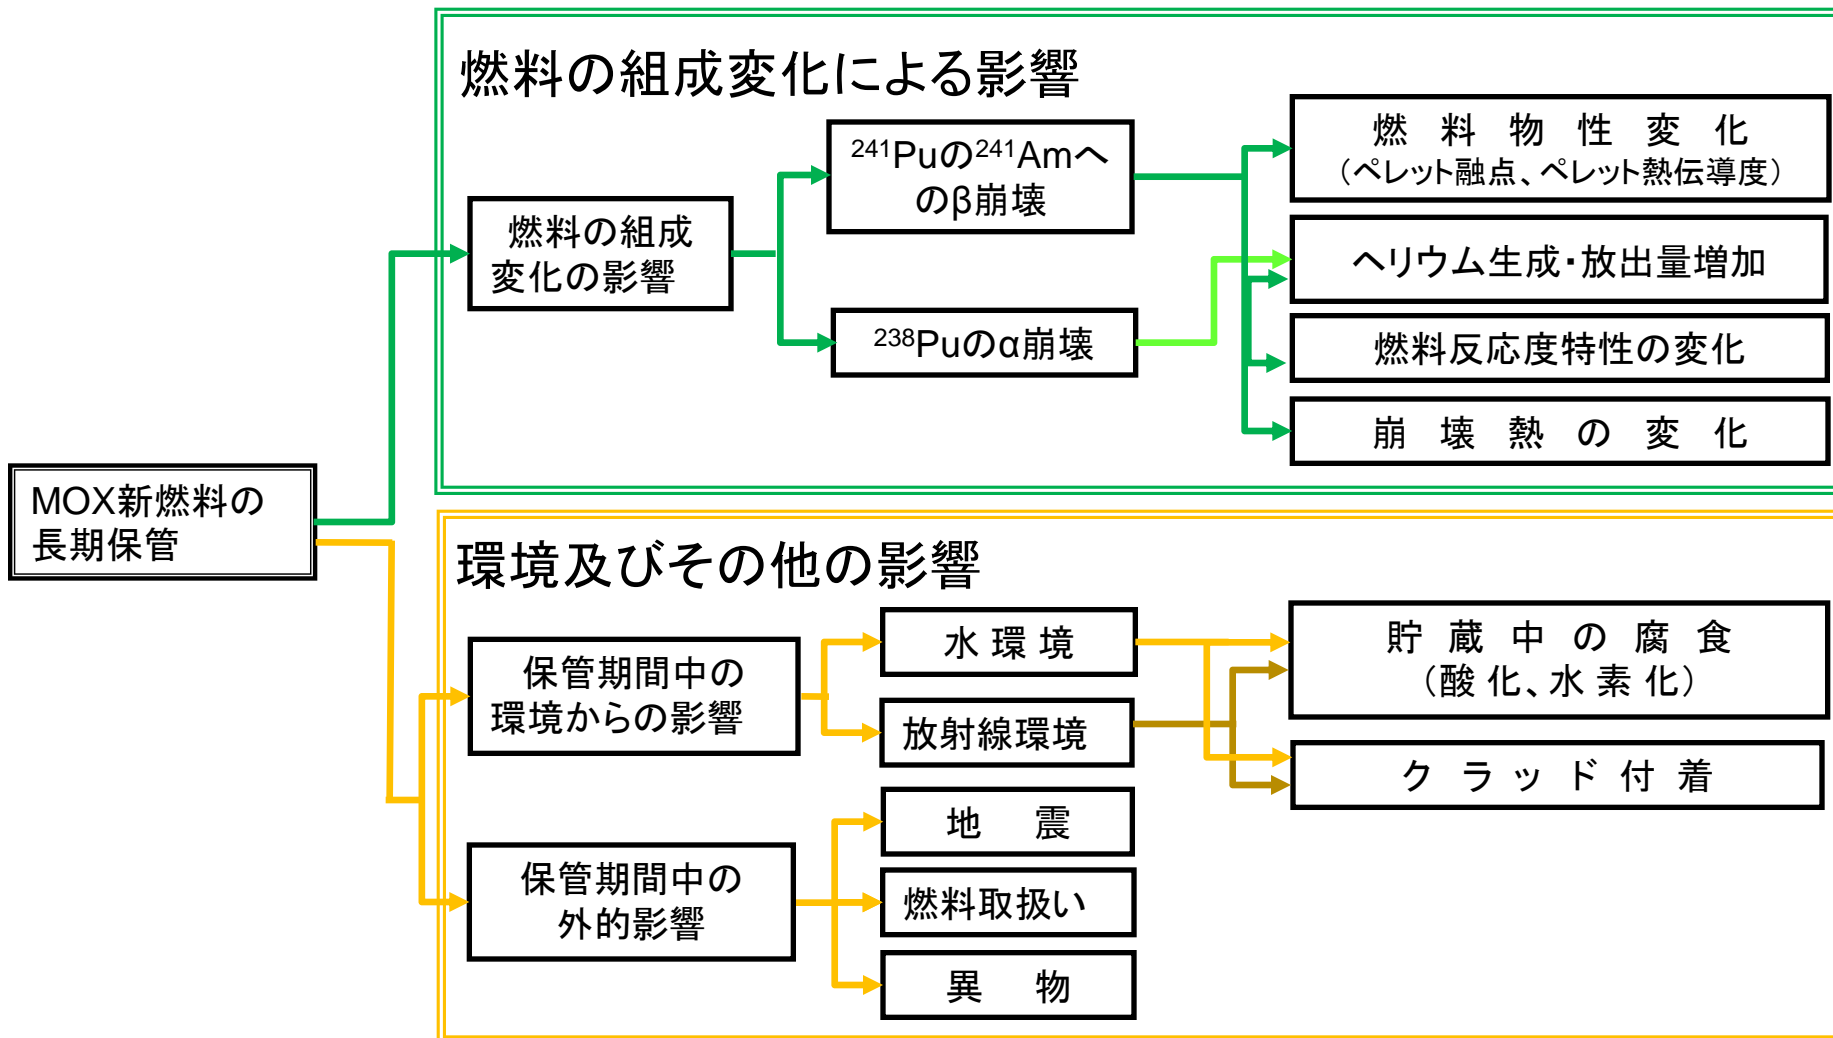 燃料の組成変化による影響
燃料の組成
変化の影響
²⁴¹Puの²⁴¹Amへ
のβ崩壊
²³⁸Puのα崩壊
燃料物性変化
（ペレット融点、ペレット熱伝導度）
ヘリウム生成・放出量増加
燃料反応度特性の変化
崩壊熱の変化
MOX新燃料の
長期保管
環境及びその他の影響
保管期間中の
環境からの影響
水環境
放射線環境
貯蔵中の腐食
（酸化、水素化）
クラッド付着
保管期間中の
外的影響
地震
燃料取扱い
異物